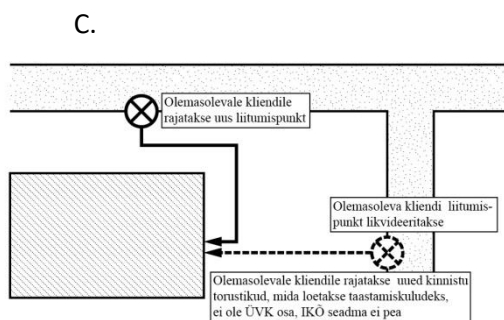 C.
Olemasolevale kliendile
rajatakse uus liitumispunkt
Olemasoleva kliendi liitumis-
punkt likvideeritakse
Olemasolevale kliendile rajatakse uued kinnistu
torustikud, mida loetakse taastamiskuludeks,
ei ole ÜVK osa, IKÕ seadma ei pea